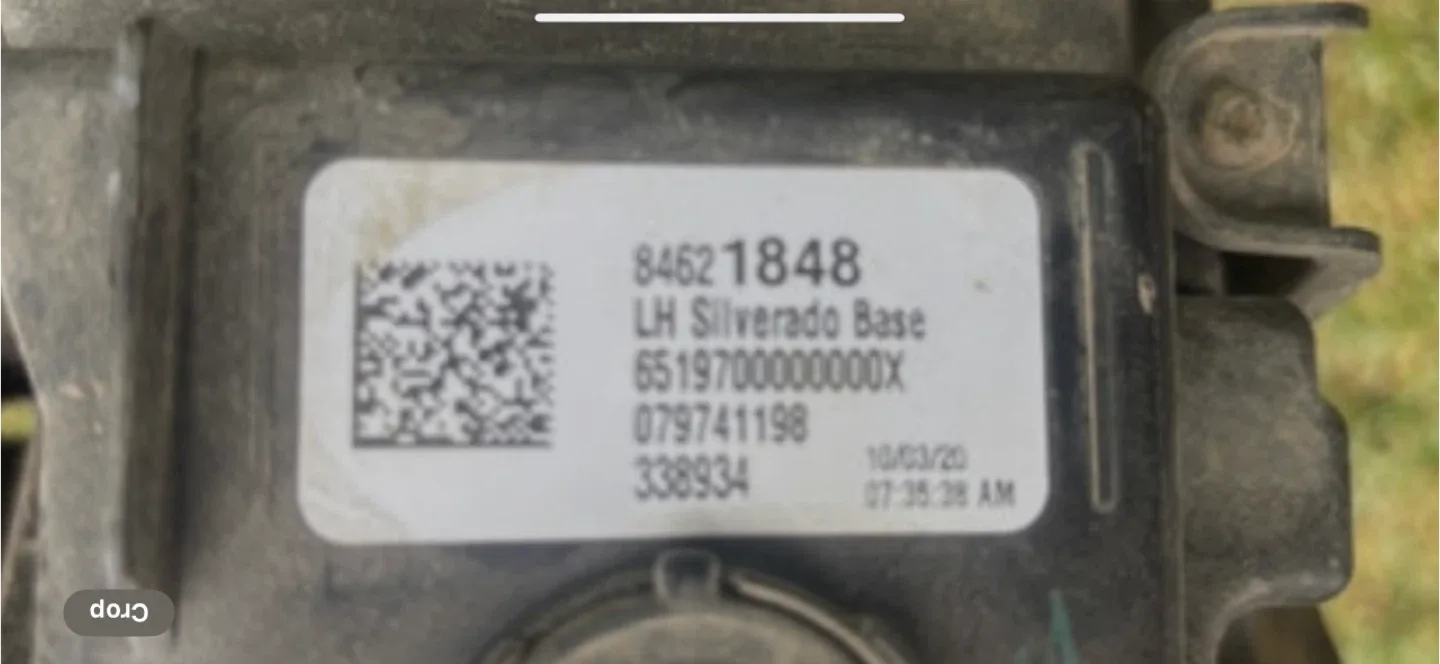 84621848
LH Silverado Base
6519700000000X
079741198
338934
10/03/20
07:35:38 AM
Crop